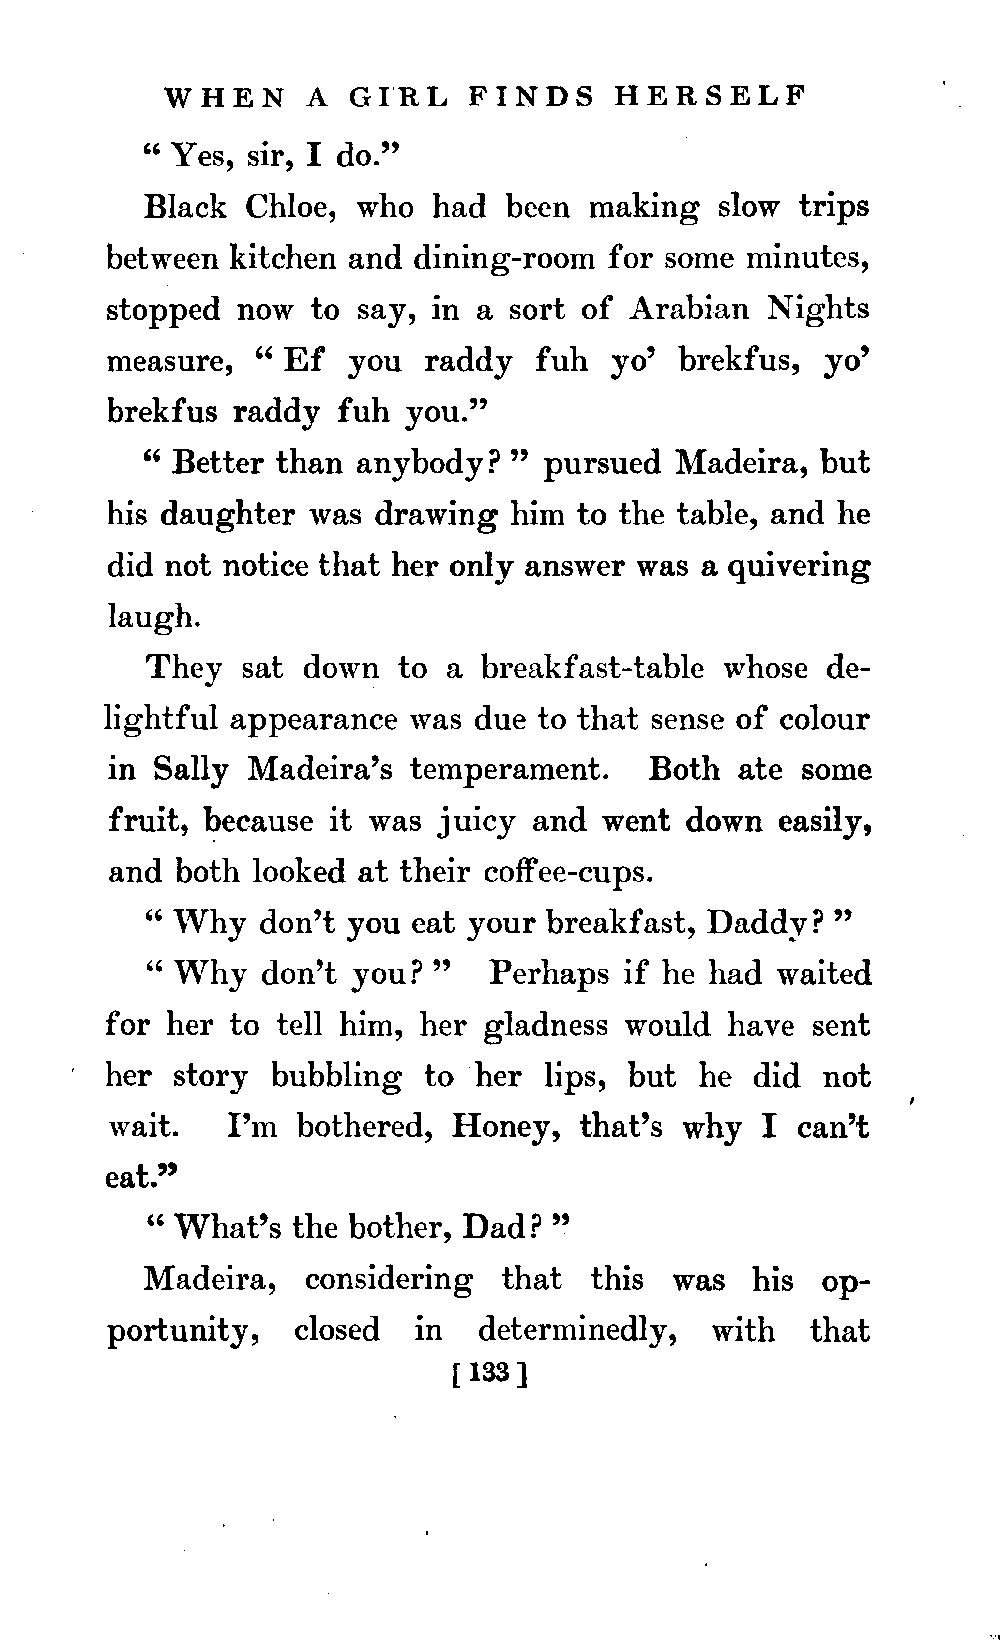 WHEN A GIRL FINDS HERSELF
“ Yes, sir, I do.”
Black Chloe, who had been making slow trips
between kitchen and dining-room for some minutes,
stopped now to say, in a sort of Arabian Nights
measure, “ Ef you raddy fuh yo’ brekfus, yo’
brekfus raddy fuh you.”
“ Better than anybody? ” pursued Madeira, but
his daughter was drawing him to the table, and he
did not notice that her only answer was a quivering
laugh.
They sat down to a breakfast-table whose de-
lightful appearance was due to that sense of colour
in Sally Madeira’s temperament. Both ate some
fruit, because it was juicy and went down easily,
and both looked at their coffee-cups.
“ Why don’t you eat your breakfast, Daddy? ”
“ Why don’t you? ” Perhaps if he had waited
for her to tell him, her gladness would have sent
her story bubbling to her lips, but he did not
wait. I’m bothered, Honey, that’s why I can’t
eat.”
“ What’s the bother, Dad? ”
Madeira, considering that this was his op-
portunity, closed in determinedly, with that
[ 133 ]